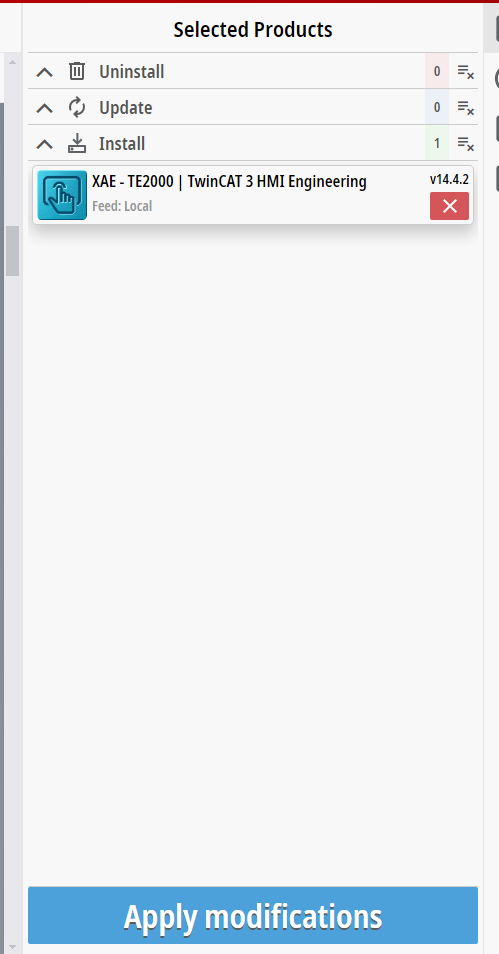 Selected Products
Uninstall 0
Update 0
Install 1
XAE - TE2000 | TwinCAT 3 HMI Engineering v14.4.2
Feed: Local
Apply modifications